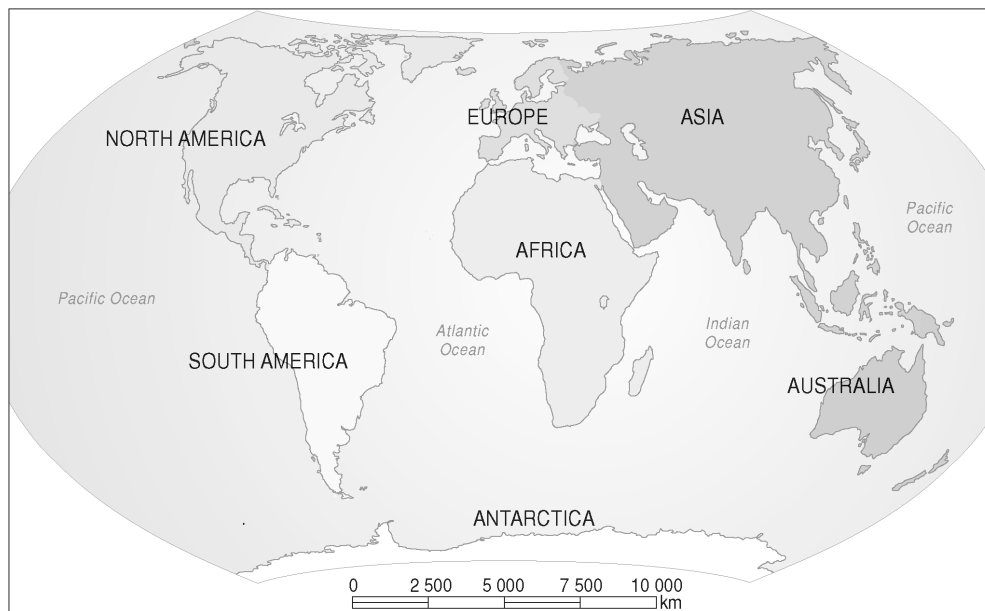 EUROPE
ASIA
NORTH AMERICA
Pacific
Ocean
AFRICA
Pacific Ocean
Atlantic
Ocean
Indian
Ocean
SOUTH AMERICA
AUSTRALIA
ANTARCTICA
0 2 500 5 000 7 500 10 000
km